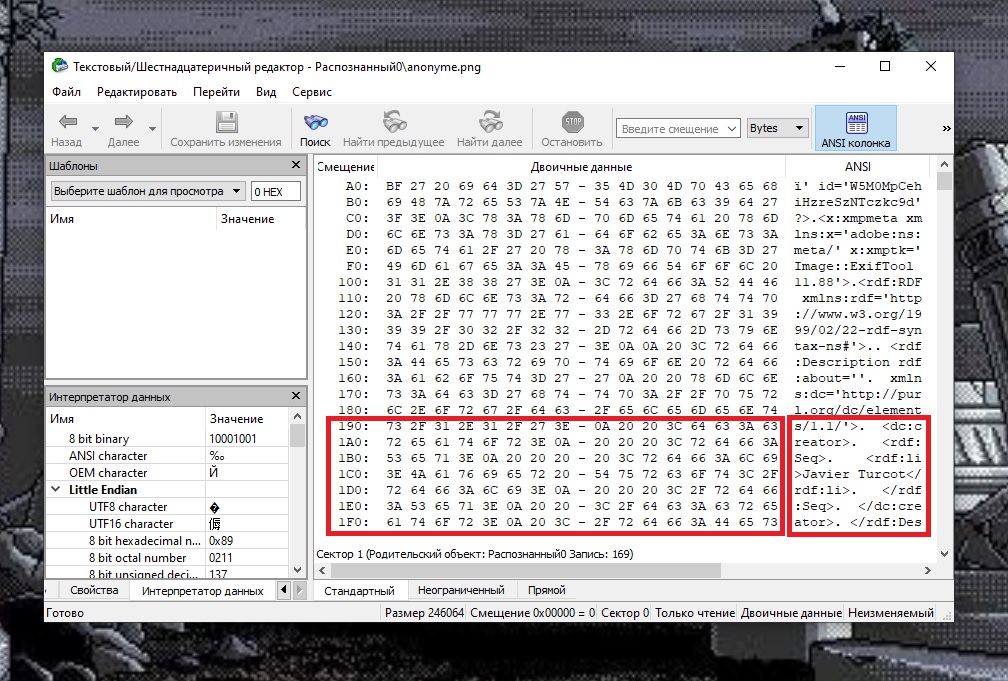 Текстовый/Шестнадцатеричный редактор - Распознанный0\anonyme.png
Файл Редактировать Перейти Вид Сервис
Назад Далее Сохранить изменения Поиск Найти предыдущее Найти далее STOP Остановить Введите смещение Bytes ANSI ANSI колонка »
Шаблоны
Выберите шаблон для просмотра 0 HEX
Имя Значение
Интерпретатор данных
Имя Значение
8 bit binary 10001001
ANSI character ‰
OEM character Й
Little Endian
UTF8 character �
UTF16 character
8 bit hexadecimal n... 0x89
8 bit octal number 0211
8 bit unsigned deci... 137
Свойства Интерпретатор данных
Смещение Двоичные данные ANSI
A0: BF 27 20 69 64 3D 27 57 - 35 4D 30 4D 70 43 65 68 ї' id='W5M0MpCeh
B0: 69 48 7A 72 65 53 7A 4E - 54 63 7A 6B 63 39 64 27 iHzreSzNTczkc9d'
C0: 3F 3E 0A 3C 78 3A 78 6D - 70 6D 65 74 61 20 78 6D ?>.<x:xmpmeta xm
D0: 6C 6E 73 3A 78 3D 27 61 - 64 6F 62 65 3A 6E 73 3A lns:x='adobe:ns:
E0: 6D 65 74 61 2F 27 20 78 - 3A 78 6D 70 74 6B 3D 27 meta/' x:xmptk='
F0: 49 6D 61 67 65 3A 3A 45 - 78 69 66 54 6F 6F 6C 20 Image::ExifTool
100: 31 31 2E 38 38 27 3E 0A - 3C 72 64 66 3A 52 44 46 11.88'>.<rdf:RDF
110: 20 78 6D 6C 6E 73 3A 72 - 64 66 3D 27 68 74 74 70 xmlns:rdf='http
120: 3A 2F 2F 77 77 77 2E 77 - 33 2E 6F 72 67 2F 31 39 ://www.w3.org/19
130: 39 39 2F 30 32 2F 32 32 - 2D 72 64 66 2D 73 79 6E 99/02/22-rdf-syn
140: 74 61 78 2D 6E 73 23 27 - 3E 0A 0A 20 3C 72 64 66 tax-ns#'>.. <rdf
150: 3A 44 65 73 63 72 69 70 - 74 69 6F 6E 20 72 64 66 :Description rdf
160: 3A 61 62 6F 75 74 3D 27 - 27 0A 20 20 78 6D 6C 6E :about=''. xmln
170: 73 3A 64 63 3D 27 68 74 - 74 70 3A 2F 2F 70 75 72 s:dc='http://pur
180: 6C 2E 6F 72 67 2F 64 63 - 2F 65 6C 65 6D 65 6E 74 l.org/dc/element
190: 73 2F 31 2E 31 2F 27 3E - 0A 20 20 3C 64 63 3A 63 s/1.1/'>. <dc:c
1A0: 72 65 61 74 6F 72 3E 0A - 20 20 20 3C 72 64 66 3A reator>. <rdf:
1B0: 53 65 71 3E 0A 20 20 20 - 20 3C 72 64 66 3A 6C 69 Seq>. <rdf:li
1C0: 3E 4A 61 76 69 65 72 20 - 54 75 72 63 6F 74 3C 2F >Javier Turcot</
1D0: 72 64 66 3A 6C 69 3E 0A - 20 20 20 3C 2F 72 64 66 rdf:li>. </rdf
1E0: 3A 53 65 71 3E 0A 20 20 - 3C 2F 64 63 3A 63 72 65 :Seq>. </dc:cre
1F0: 61 74 6F 72 3E 0A 20 3C - 2F 72 64 66 3A 44 65 73 ator>. </rdf:Des
Сектор 1 (Родительский объект: Распознанный0 Запись: 169)
Стандартный Неограниченный Прямой
Готово Размер 246064 Смещение 0x00000 = 0 Сектор 0 Только чтение Двоичные данные Неизменяемый